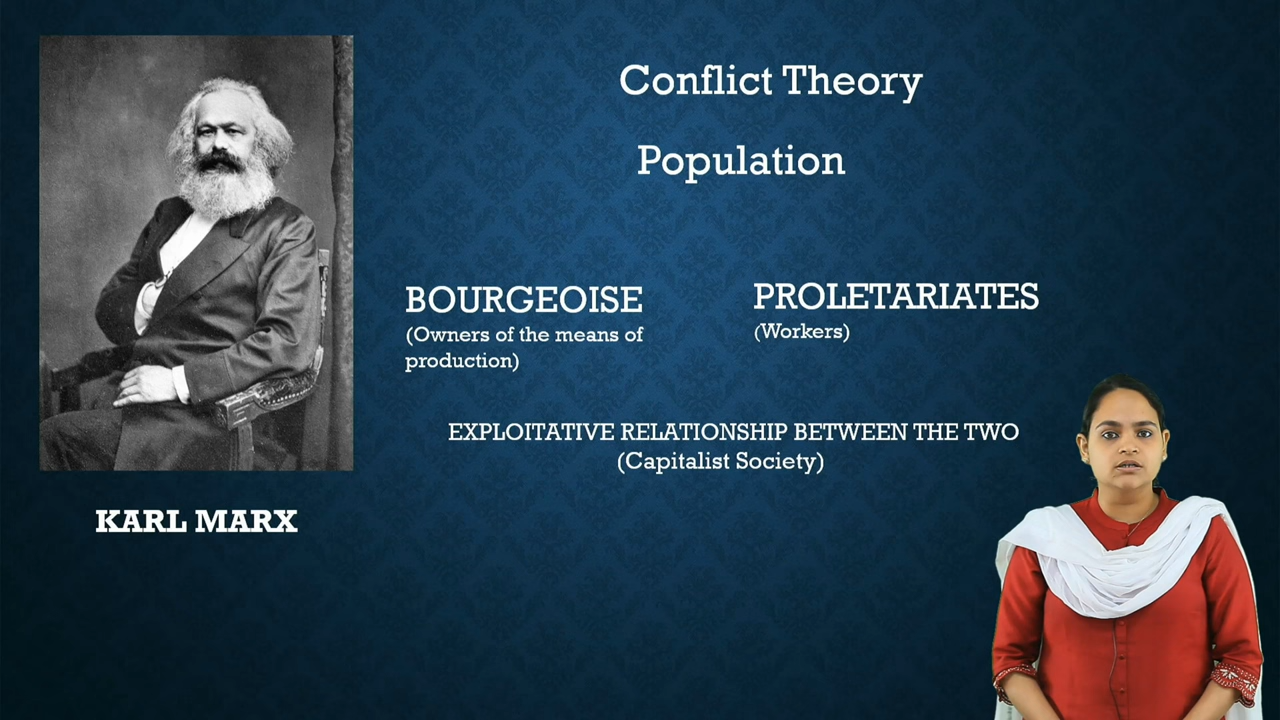 Conflict Theory
Population
BOURGEOISE
(Owners of the means of
production)
PROLETARIATES
(Workers)
EXPLOITATIVE RELATIONSHIP BETWEEN THE TWO
(Capitalist Society)
KARL MARX